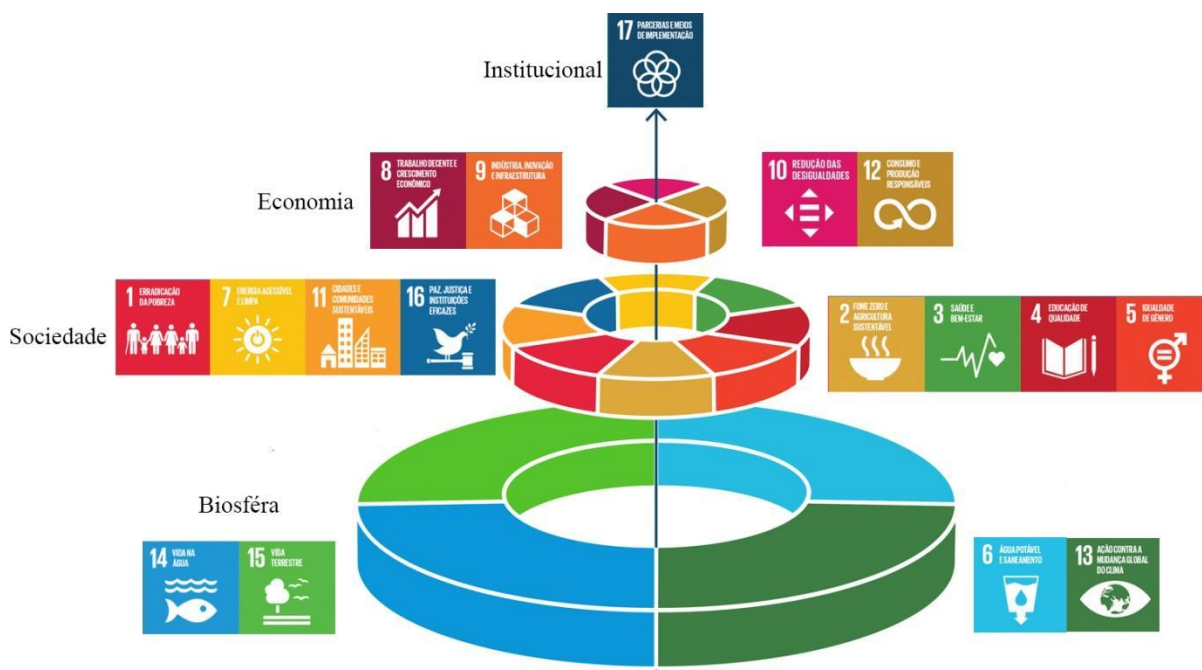 17 PARCERIAS E MEIOS
DE IMPLEMENTAÇÃO
Institucional
8 TRABALHO DECENTE E
CRESCIMENTO
ECONÔMICO
9 INDÚSTRIA, INOVAÇÃO
E INFRAESTRUTURA
10 REDUÇÃO DAS
DESIGUALDADES
12 CONSUMO E
PRODUÇÃO
RESPONSÁVEIS
Economia
1 ERRADICAÇÃO
DA POBREZA
7 ENERGIA ACESSÍVEL
E LIMPA
11 CIDADES E
COMUNIDADES
SUSTENTÁVEIS
16 PAZ, JUSTIÇA E
INSTITUIÇÕES
EFICAZES
2 FOME ZERO E
AGRICULTURA
SUSTENTÁVEL
3 SAÚDE E
BEM-ESTAR
4 EDUCAÇÃO DE
QUALIDADE
5 IGUALDADE
DE GÊNERO
Sociedade
Biosféra
14 VIDA NA
ÁGUA
15 VIDA
TERRESTRE
6 ÁGUA POTÁVEL
E SANEAMENTO
13 AÇÃO CONTRA A
MUDANÇA GLOBAL
DO CLIMA